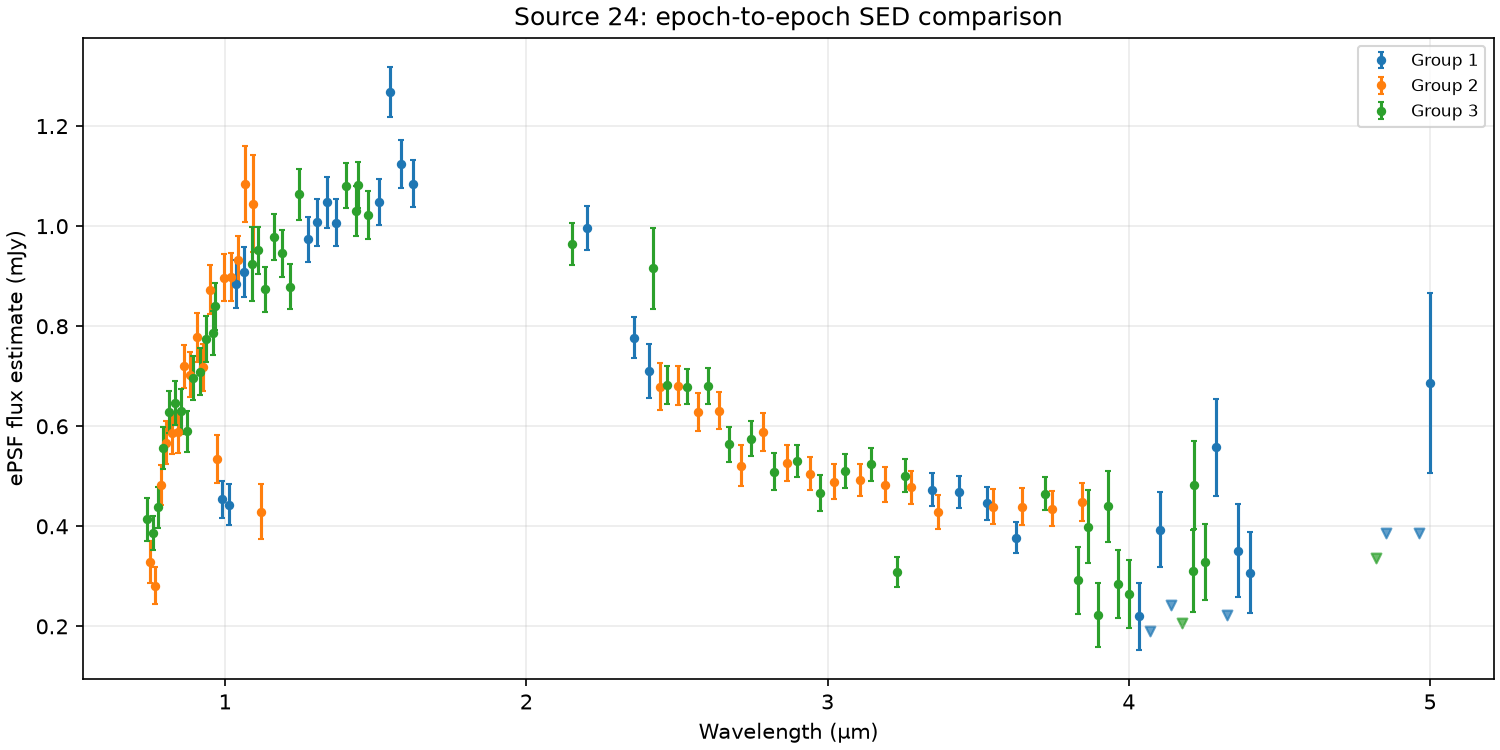 Source 24: epoch-to-epoch SED comparison
Group 1
Group 2
Group 3
ePSF flux estimate (mJy)
1.2
1.0
0.8
0.6
0.4
0.2
1 2 3 4 5
Wavelength (μm)